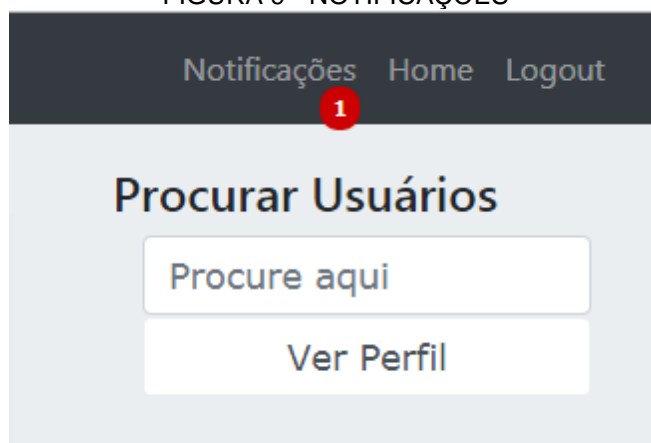 Notificações Home Logout
1
Procurar Usuários
Procure aqui
Ver Perfil